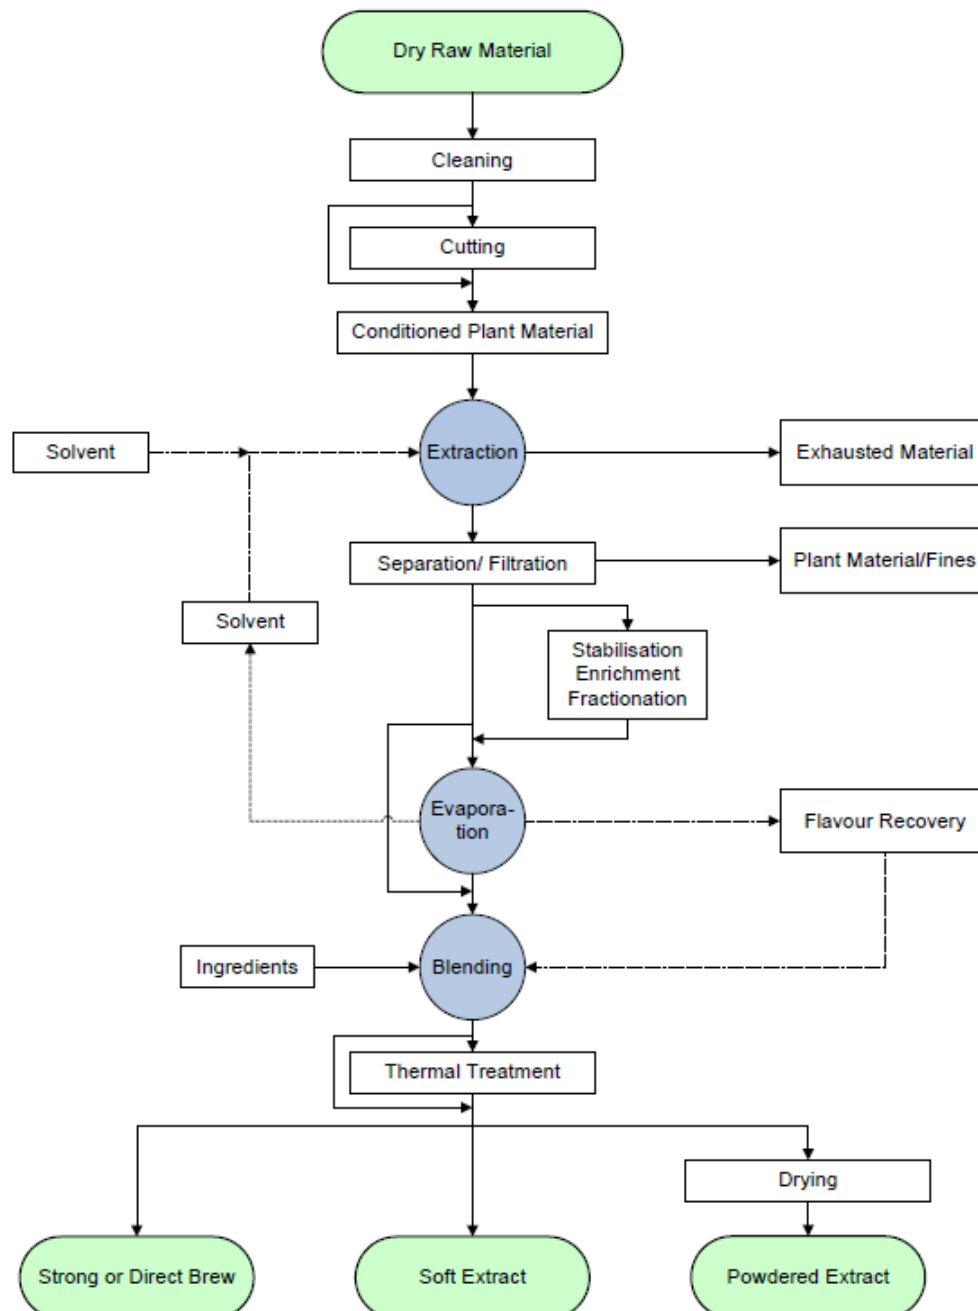 Dry Raw Material
Cleaning
Cutting
Conditioned Plant Material
Solvent
Extraction
Exhausted Material
Separation/ Filtration
Plant Material/Fines
Solvent
Stabilisation
Enrichment
Fractionation
Evapora-
tion
Flavour Recovery
Ingredients
Blending
Thermal Treatment
Drying
Strong or Direct Brew
Soft Extract
Powdered Extract